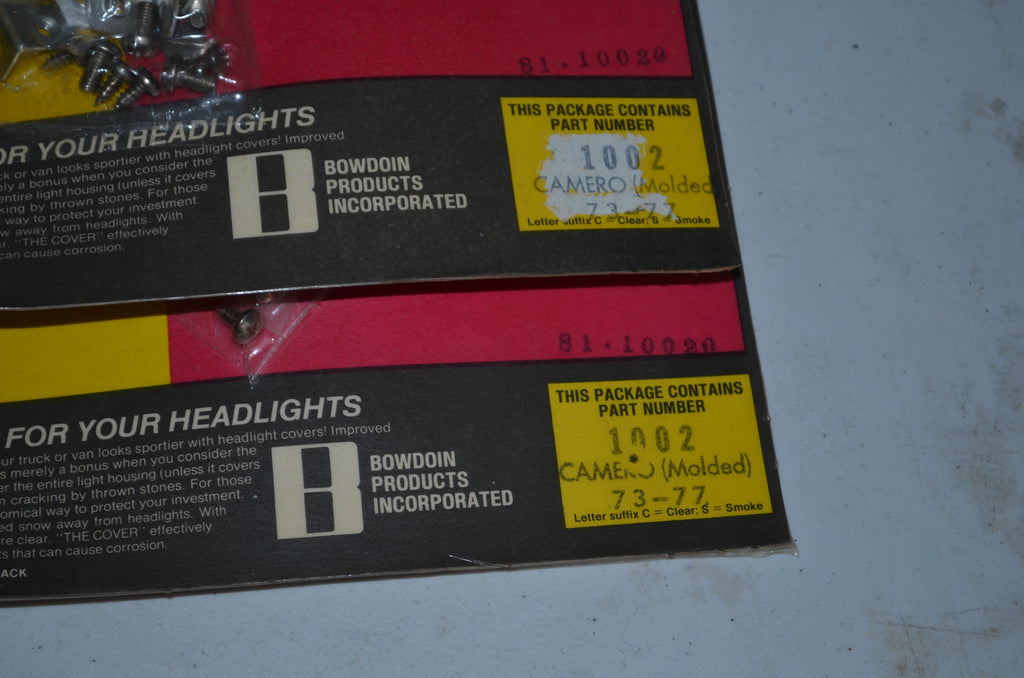 81·10020
OR YOUR HEADLIGHTS
ck or van looks sportier with headlight covers! Improved
ely a bonus when you consider the
entire light housing (unless it covers
king by thrown stones. For those
way to protect your investment.
ow away from headlights. With
r. "THE COVER" effectively
can cause corrosion.
BOWDOIN
PRODUCTS
INCORPORATED
THIS PACKAGE CONTAINS
PART NUMBER
1002
CAMERO (Molded
73-77
Letter suffix C = Clear; S = Smoke
81·10020
FOR YOUR HEADLIGHTS
ur truck or van looks sportier with headlight covers! Improved
s merely a bonus when you consider the
r the entire light housing (unless it covers
n cracking by thrown stones. For those
omical way to protect your investment.
ed snow away from headlights. With
re clear. "THE COVER" effectively
ts that can cause corrosion.
ACK
BOWDOIN
PRODUCTS
INCORPORATED
THIS PACKAGE CONTAINS
PART NUMBER
1002
CAMERO (Molded)
73-77
Letter suffix C = Clear; S = Smoke